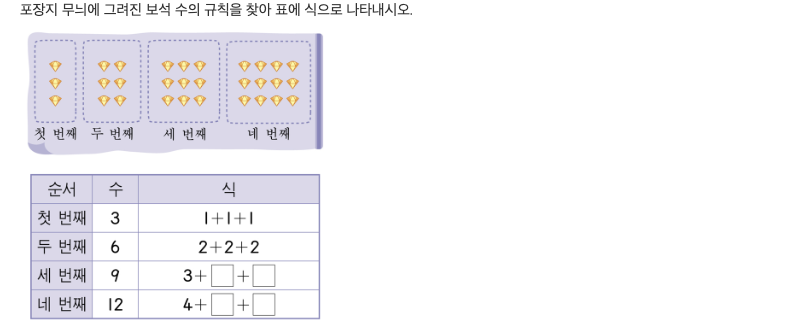 포장지 무늬에 그려진 보석 수의 규칙을 찾아 표에 식으로 나타내시오.
첫 번째 두 번째 세 번째 네 번째
순서 수 식
첫 번째 3 1+1+1
두 번째 6 2+2+2
세 번째 9 3+□+□
네 번째 12 4+□+□